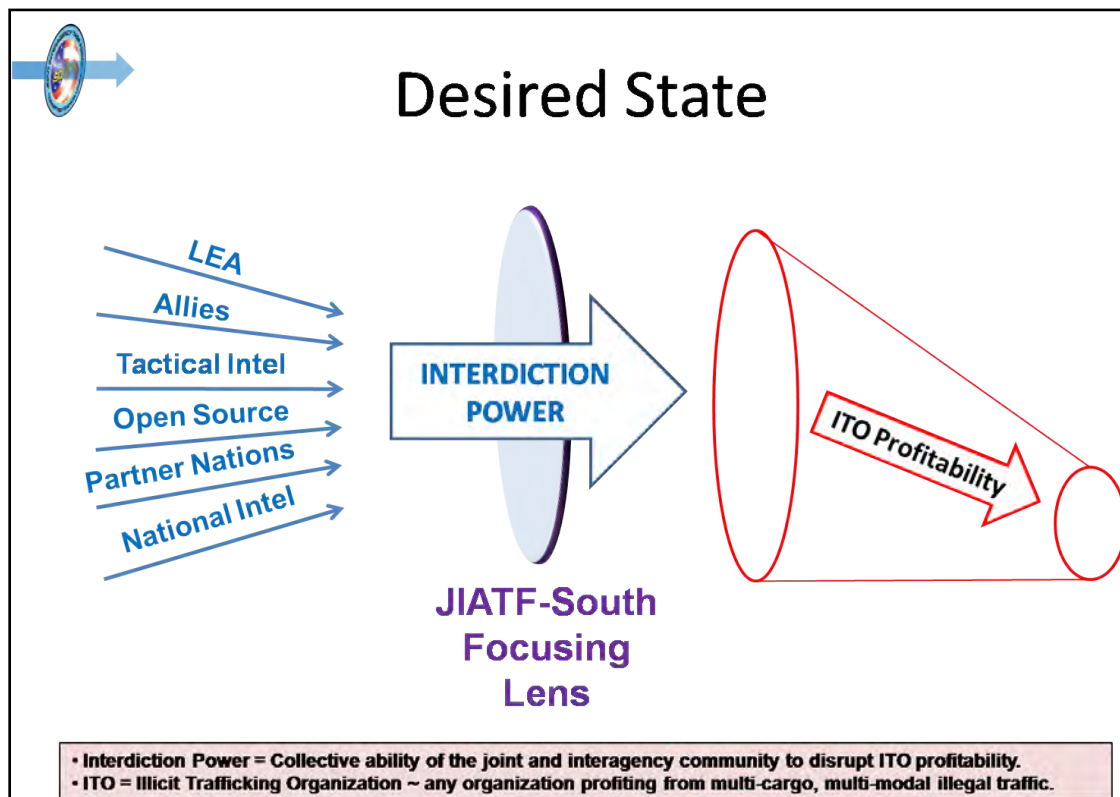 Desired State
LEA
Allies
Tactical Intel
Open Source
Partner Nations
National Intel
INTERDICTION
POWER
JIATF-South
Focusing
Lens
ITO Profitability
• Interdiction Power = Collective ability of the joint and interagency community to disrupt ITO profitability.
• ITO = Illicit Trafficking Organization ~ any organization profiting from multi-cargo, multi-modal illegal traffic.